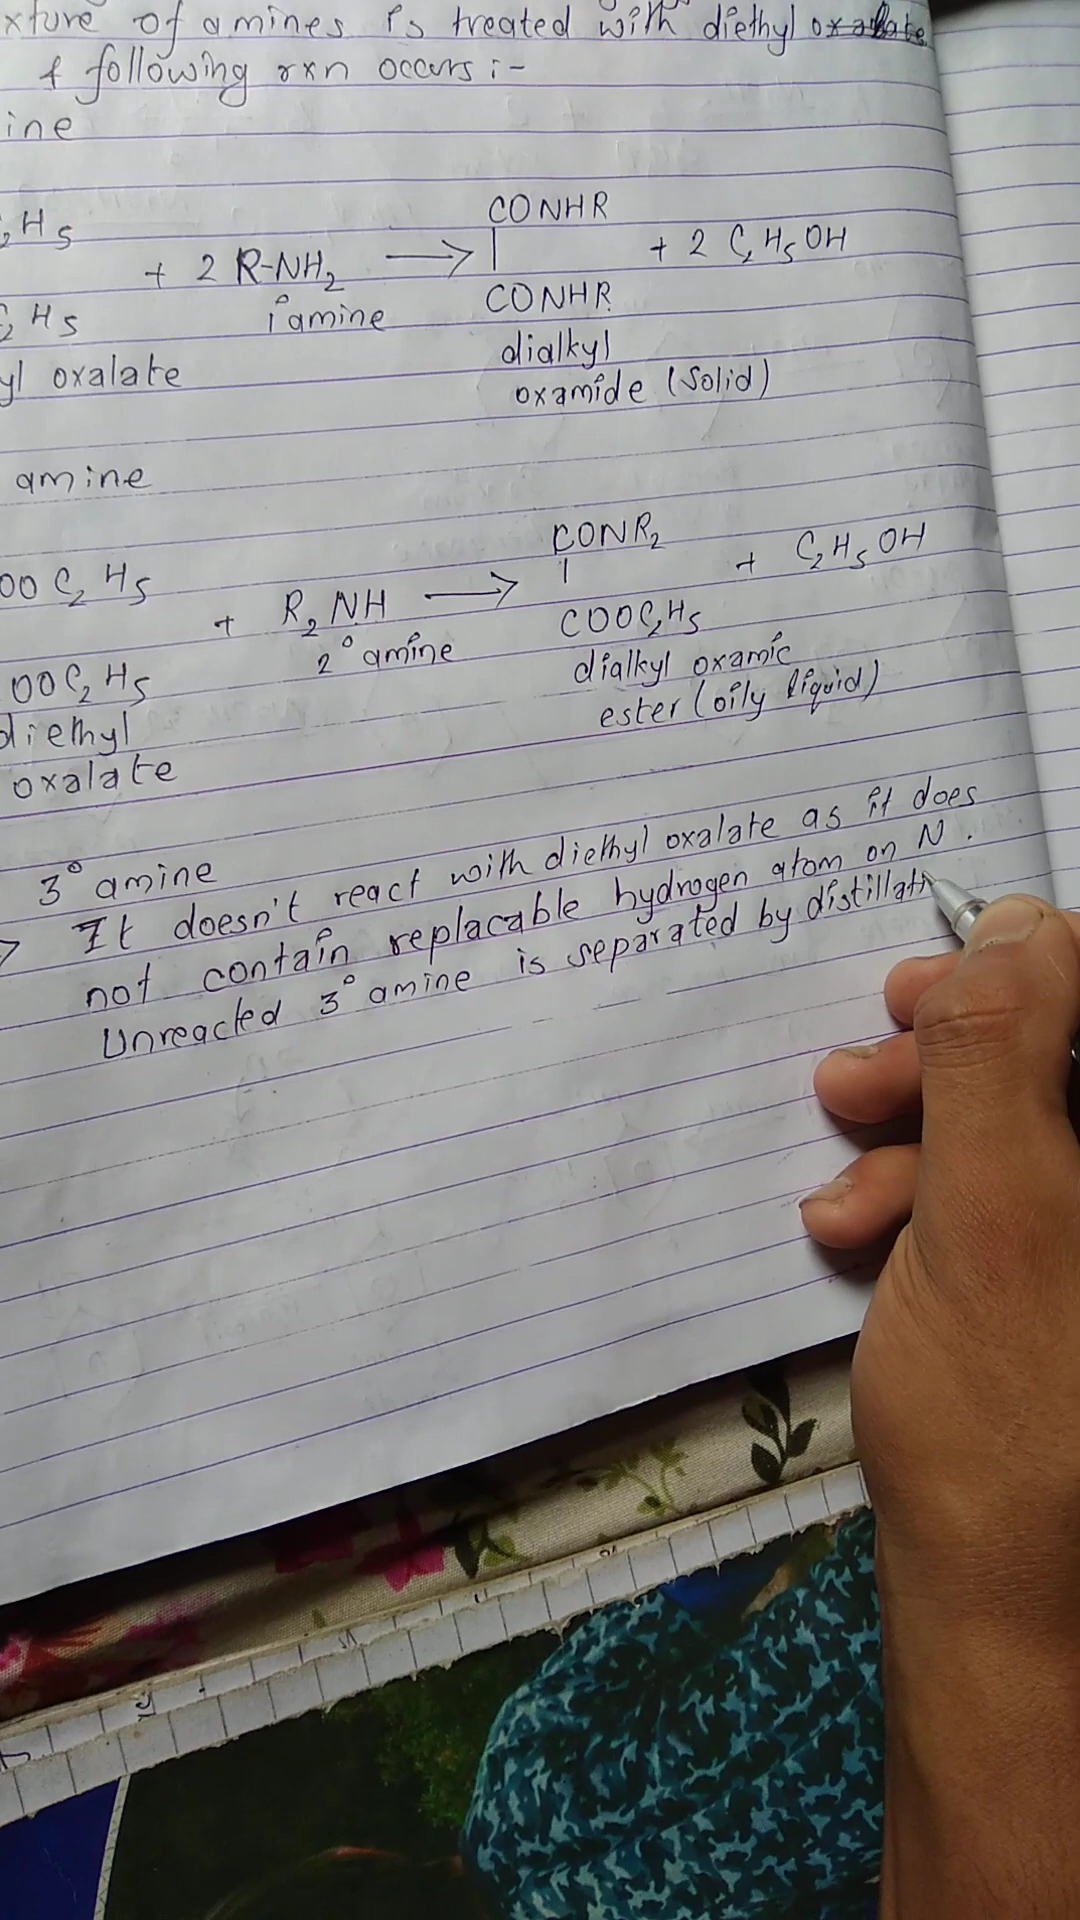 xture of amines is treated with diethyl oxalate
& following rxn occurs :-
ine
CONHR
2H5
+ 2 R-NH2 ⟶ | + 2 C2H5OH
C2H5 CONHR
1°amine
yl oxalate
dialkyl
oxamide (solid)
amine
CONR2
OOC2H5 + R2NH ⟶ | + C2H5OH
OOC2H5 COOC2H5
2° amine
diethyl
oxalate
dialkyl oxamic
ester (oily liquid)
3° amine
It doesn't react with diethyl oxalate as it does
not contain replacable hydrogen atom on N.
Unreacted 3° amine is separated by distillati